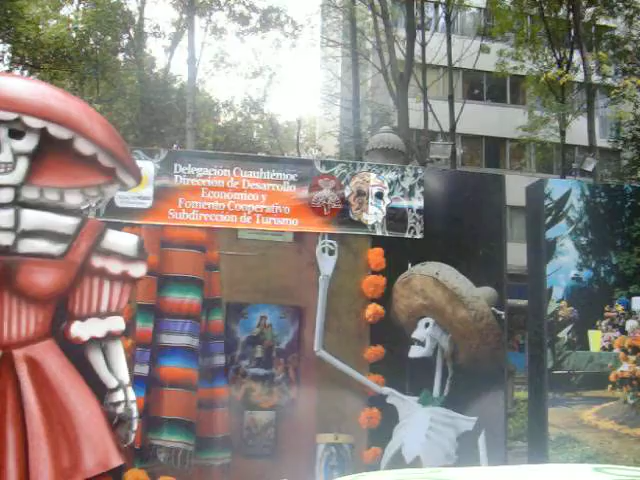 Delegación Cuauhtémoc
Dirección de Desarrollo
Económico y
Fomento Cooperativo
Subdirección de Turismo